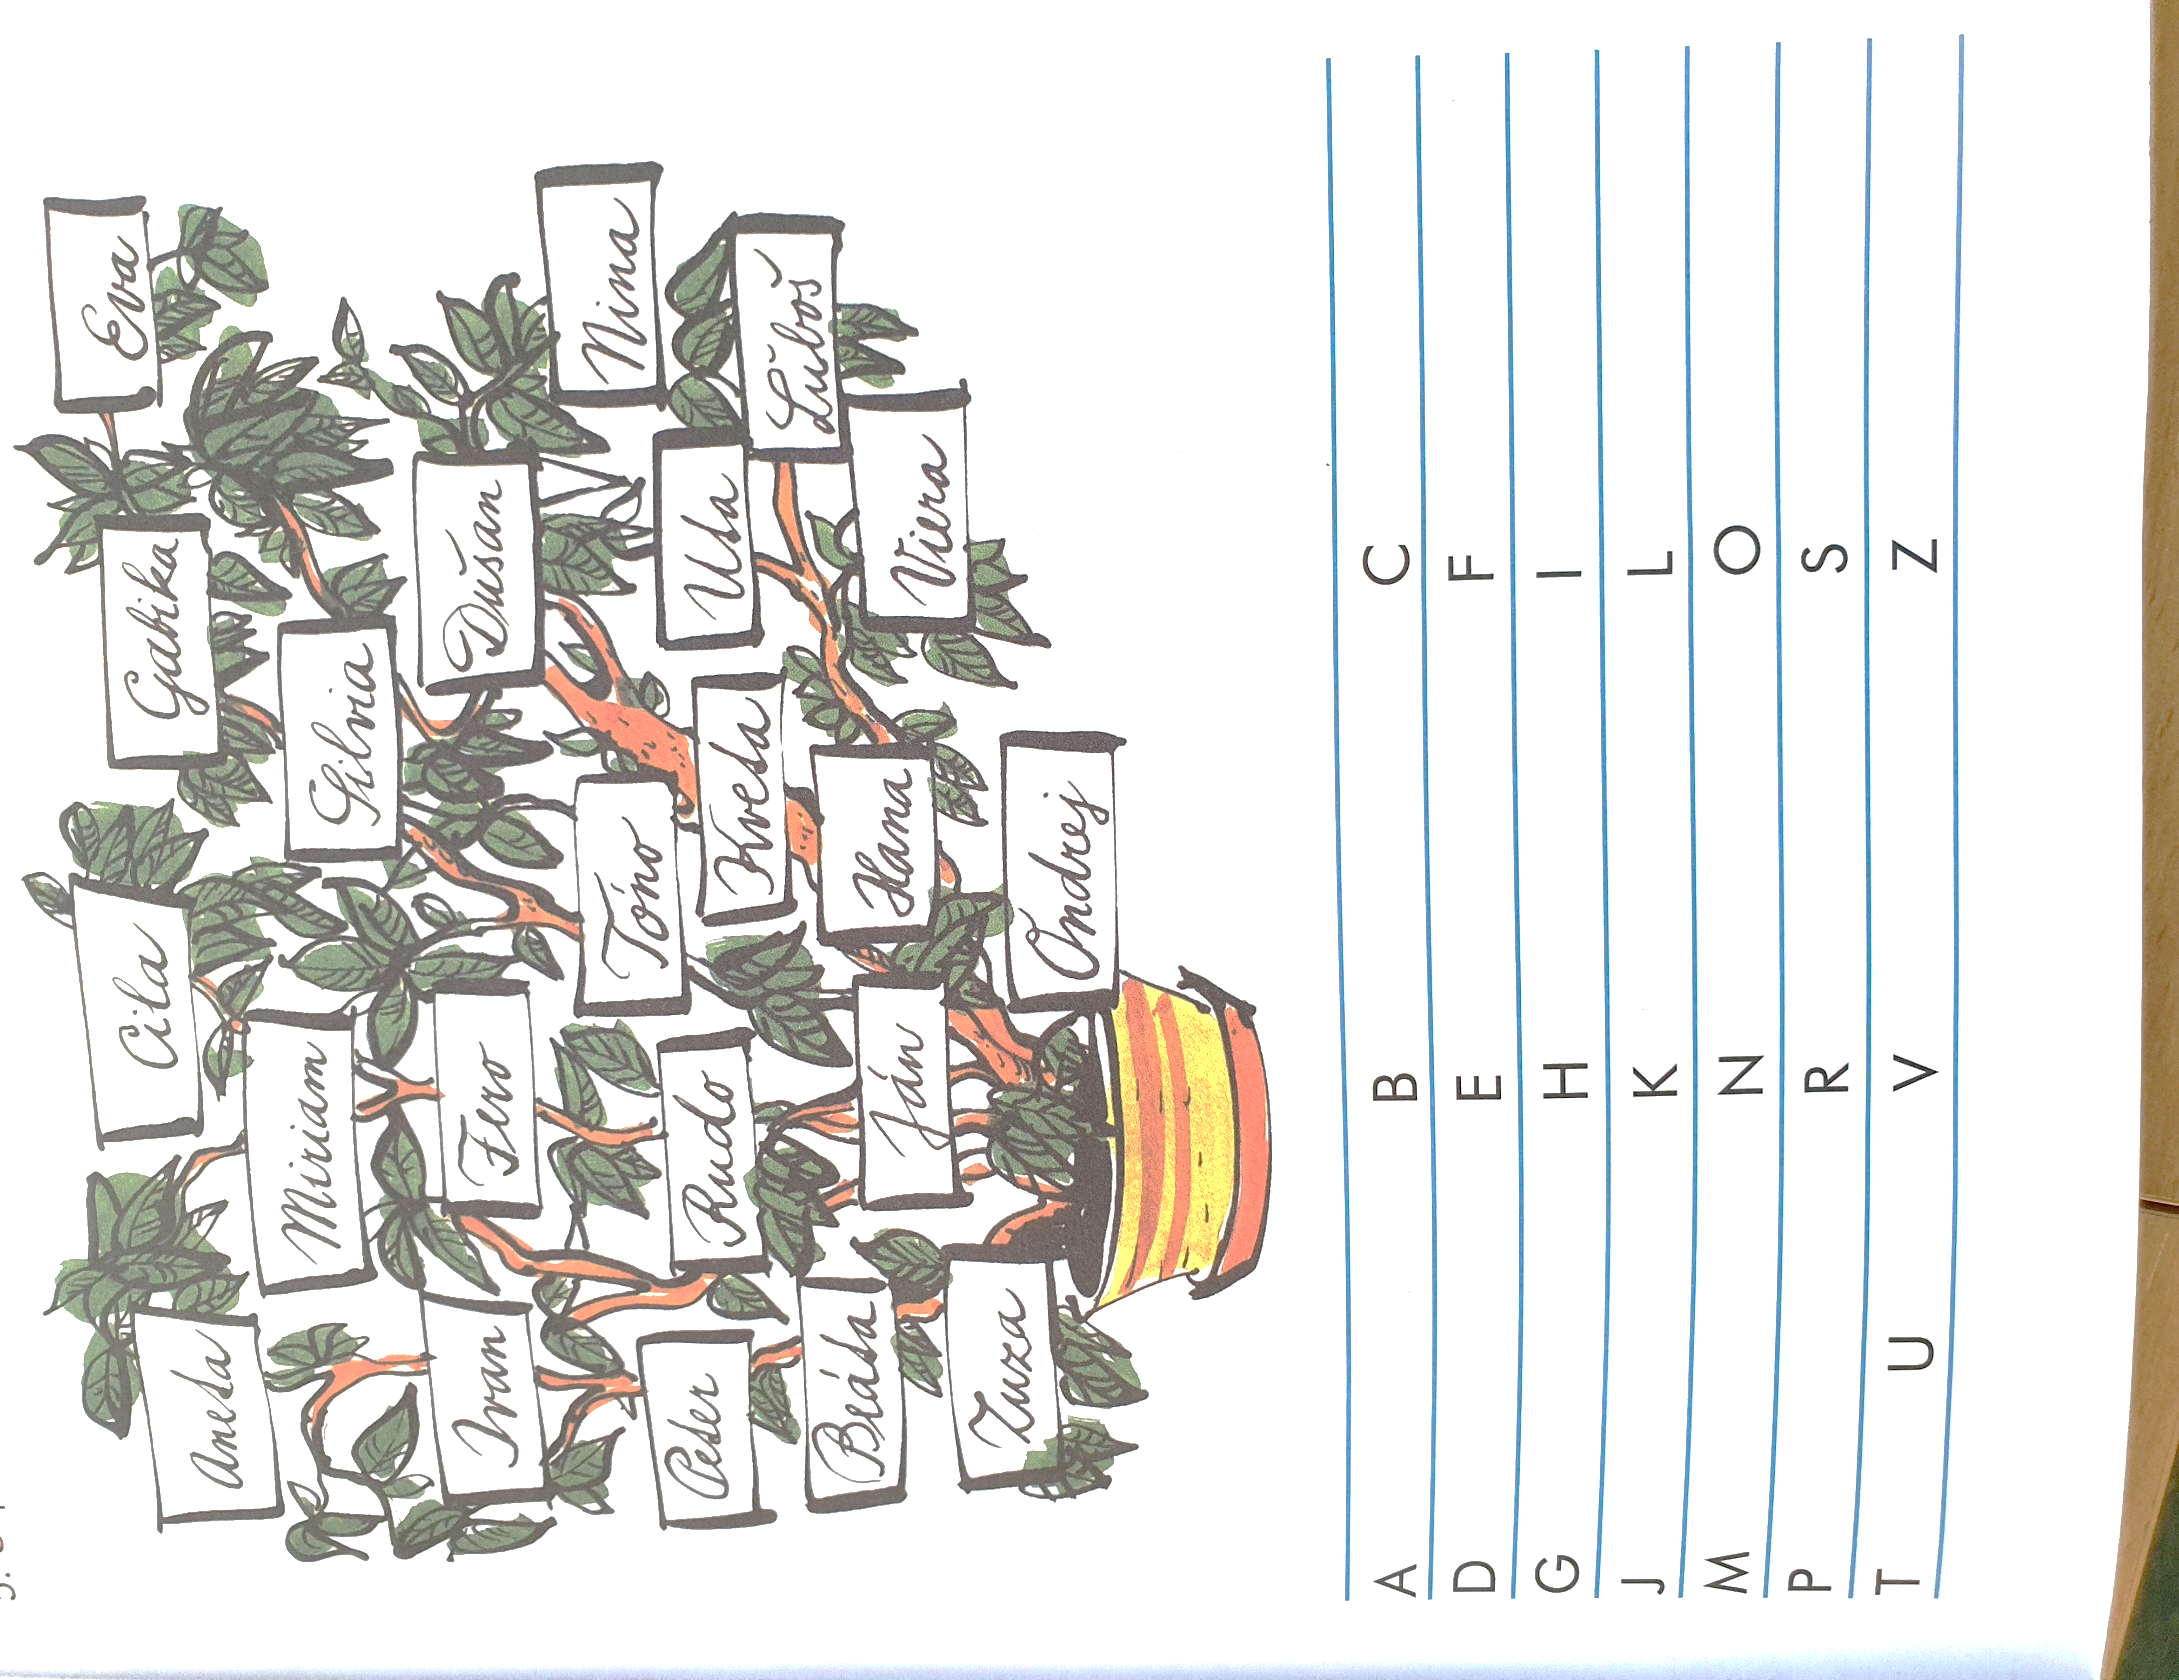 Aneta Cila Gabika Eva
Miriam Silvia
Ivan Fero Dušan Nina
Tóno
Peter Rudo Kveta Uta Ľuboš
Beáta Ján Hana Viera
Zuza Ondrej
A B C
D E F
G H I
J K L
M N O
P R S
T U V Z